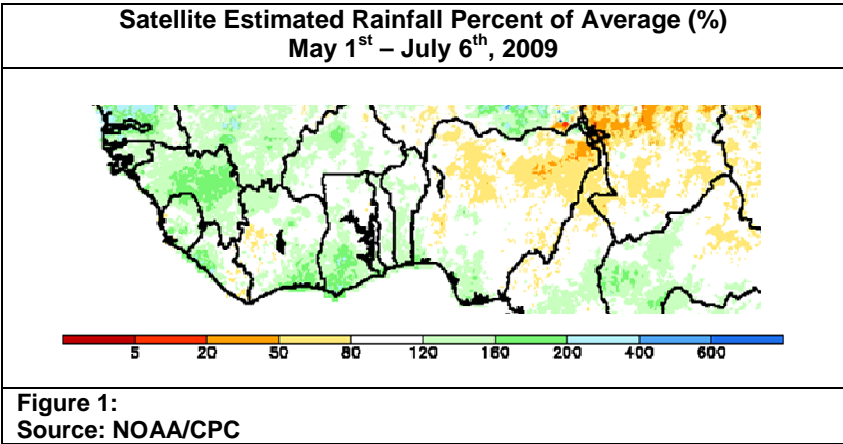 Satellite Estimated Rainfall Percent of Average (%)
May 1st – July 6th, 2009
5 20 50 80 120 160 200 400 600
Figure 1:
Source: NOAA/CPC